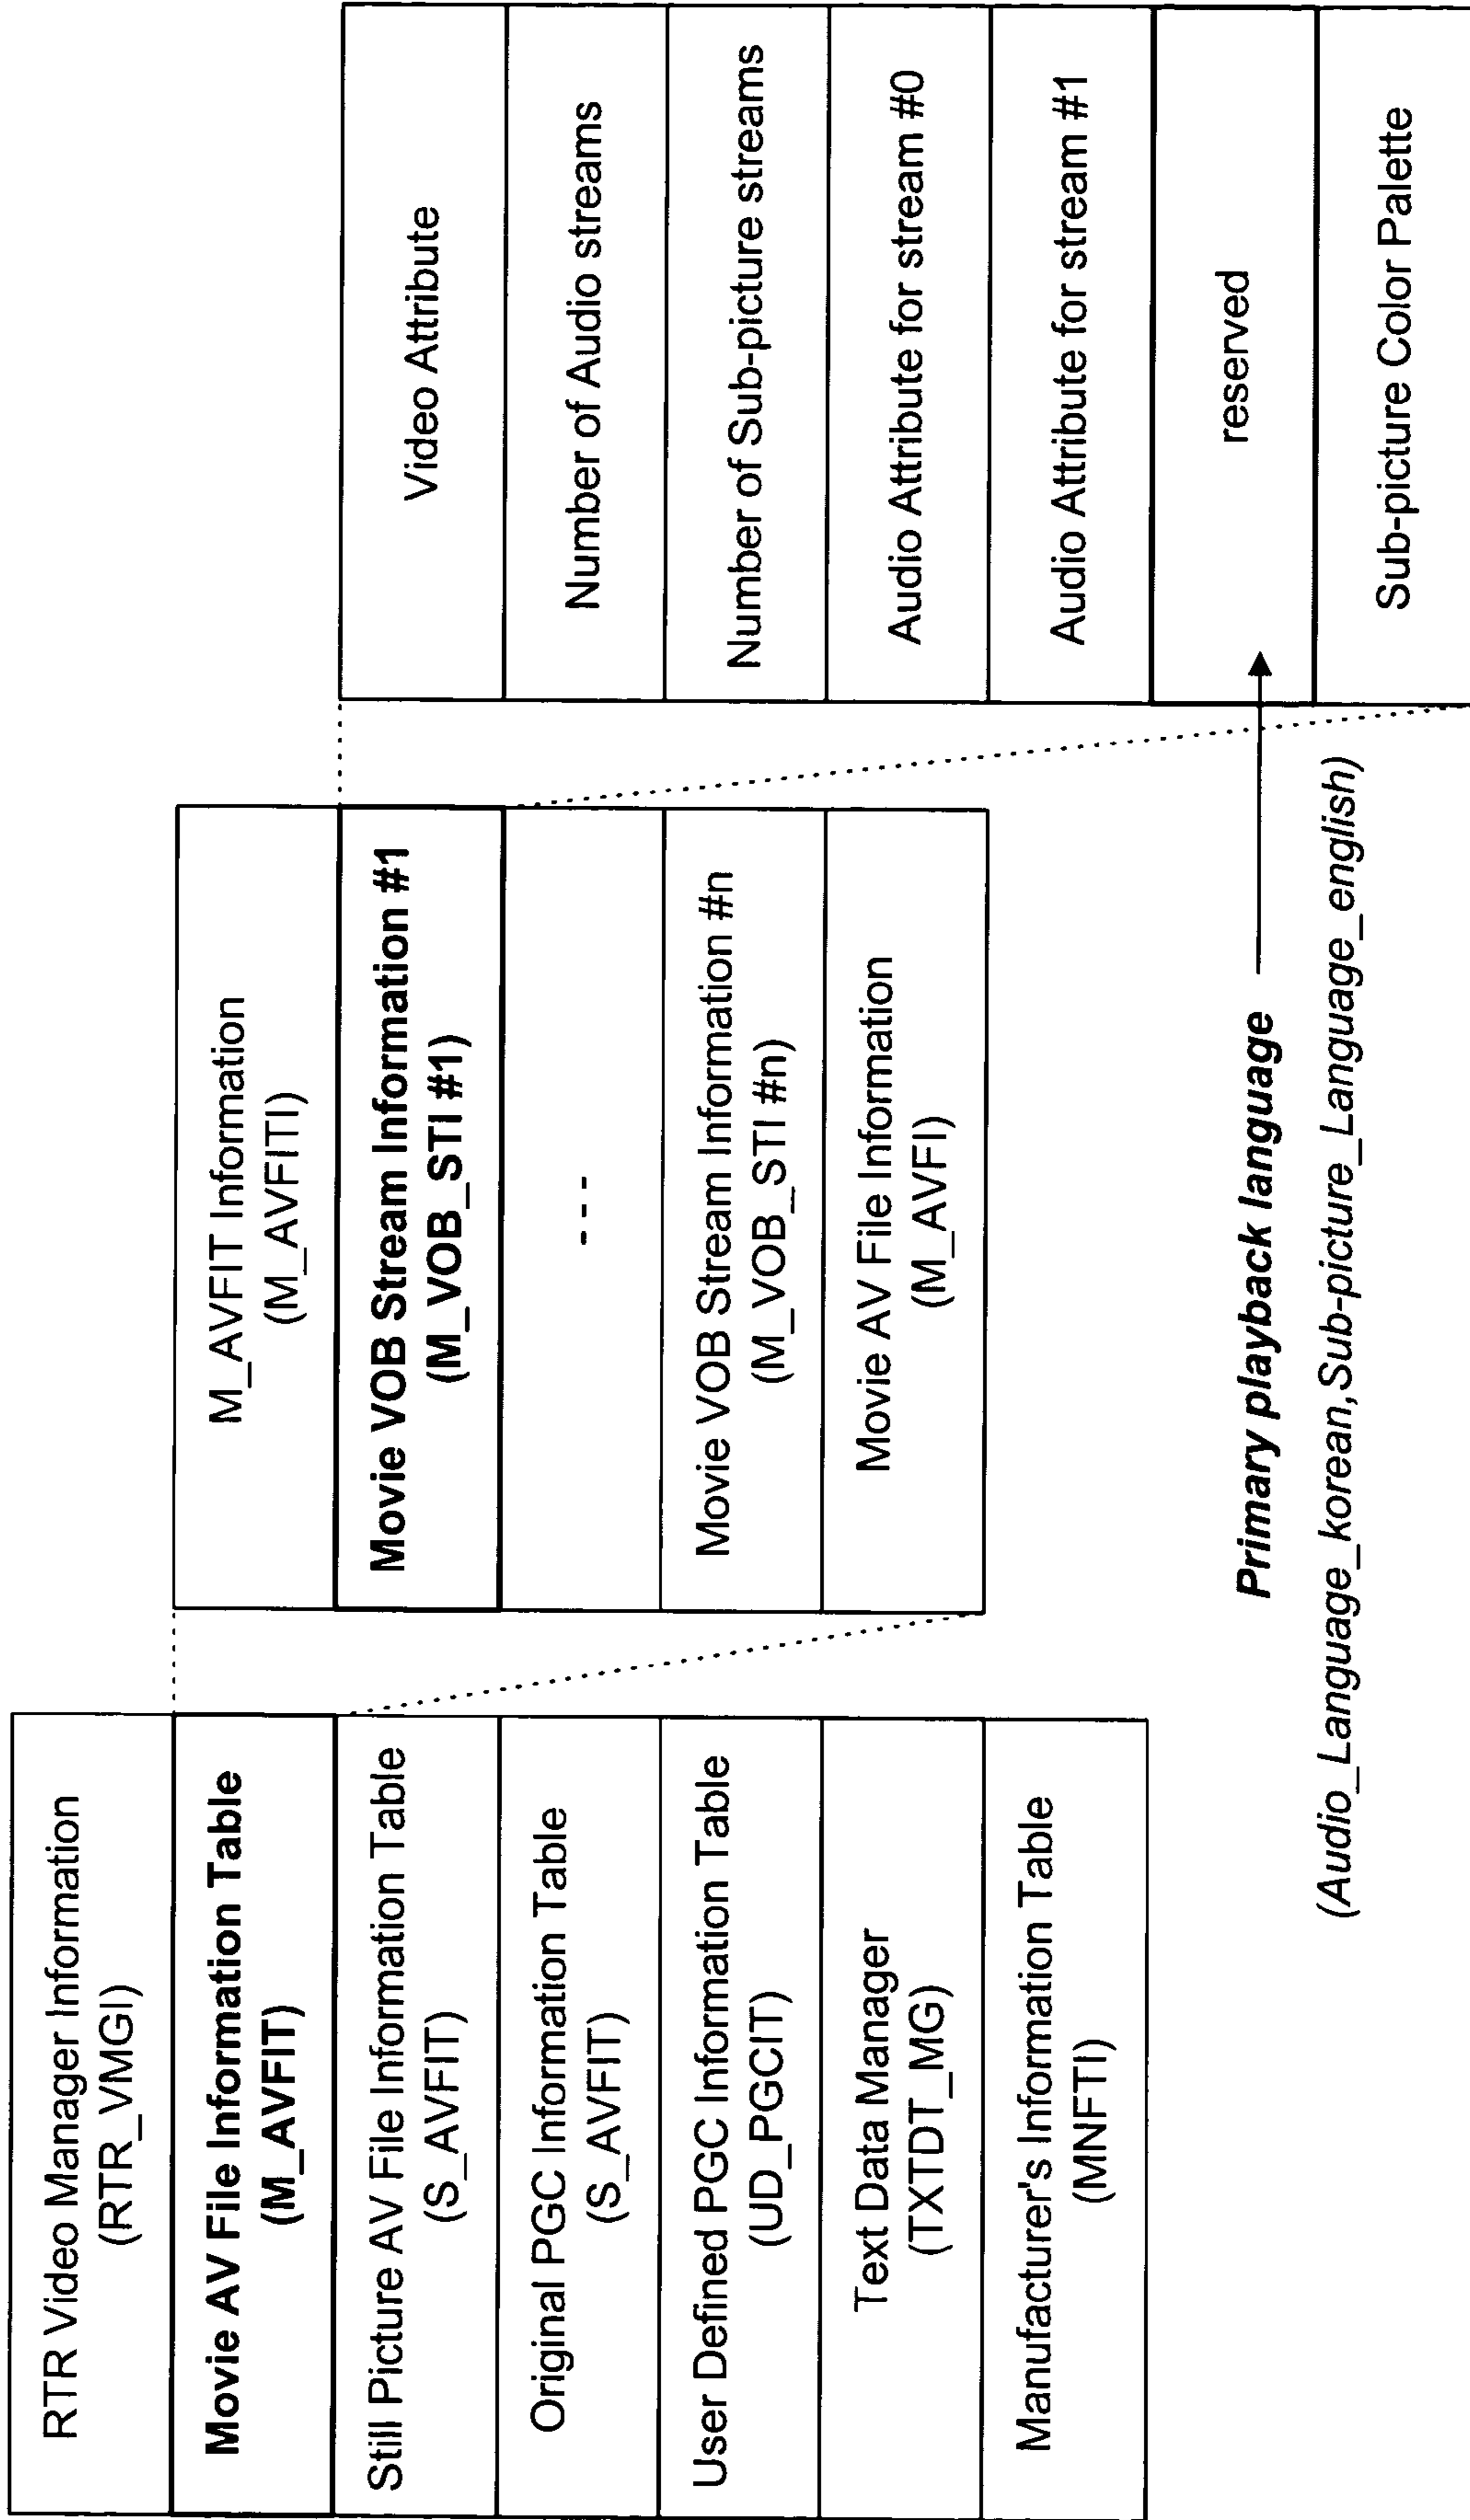 RTR Video Manager Information
(RTR_VMGI)
Movie AV File Information Table
(M_AVFIT)
Still Picture AV File Information Table
(S_AVFIT)
Original PGC Information Table
(S_AVFIT)
User Defined PGC Information Table
(UD_PGCIT)
Text Data Manager
(TXTDT_MG)
Manufacturer's Information Table
(MNFTI)
M_AVFIT Information
(M_AVFITI)
Movie VOB Stream Information #1
(M_VOB_STI #1)
- - -
Movie VOB Stream Information #n
(M_VOB_STI #n)
Movie AV File Information
(M_AVFI)
Video Attribute
Number of Audio streams
Number of Sub-picture streams
Audio Attribute for stream #0
Audio Attribute for stream #1
reserved
Sub-picture Color Palette
Primary playback language
(Audio_Language_korean,Sub-picture_Language_english)